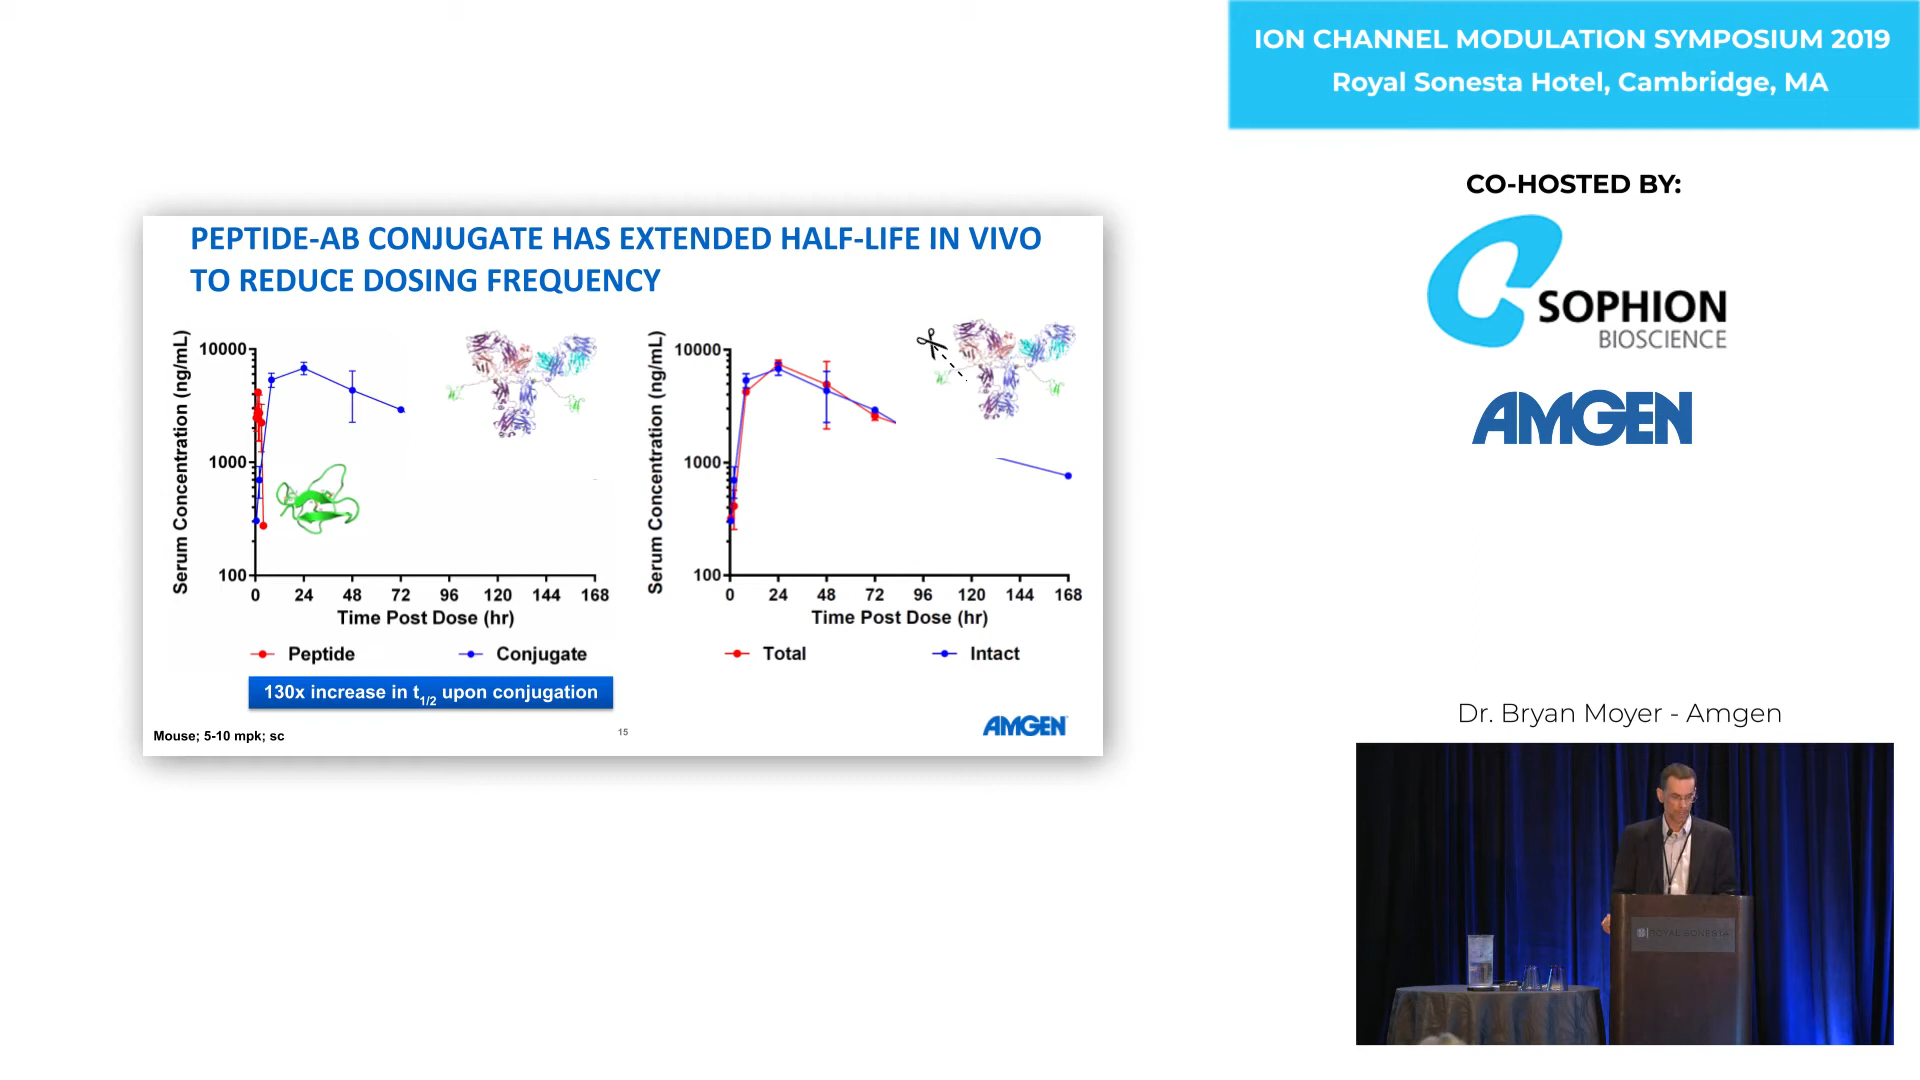 ION CHANNEL MODULATION SYMPOSIUM 2019
Royal Sonesta Hotel, Cambridge, MA
CO-HOSTED BY:
SOPHION
BIOSCIENCE
AMGEN
PEPTIDE-AB CONJUGATE HAS EXTENDED HALF-LIFE IN VIVO
TO REDUCE DOSING FREQUENCY
Serum Concentration (ng/mL)
10000
1000
100
0 24 48 72 96 120 144 168
Time Post Dose (hr)
Peptide Conjugate
130x increase in t1/2 upon conjugation
Serum Concentration (ng/mL)
10000
1000
100
0 24 48 72 96 120 144 168
Time Post Dose (hr)
Total Intact
Mouse; 5-10 mpk; sc
15
AMGEN
Dr. Bryan Moyer - Amgen
ROYAL SONESTA